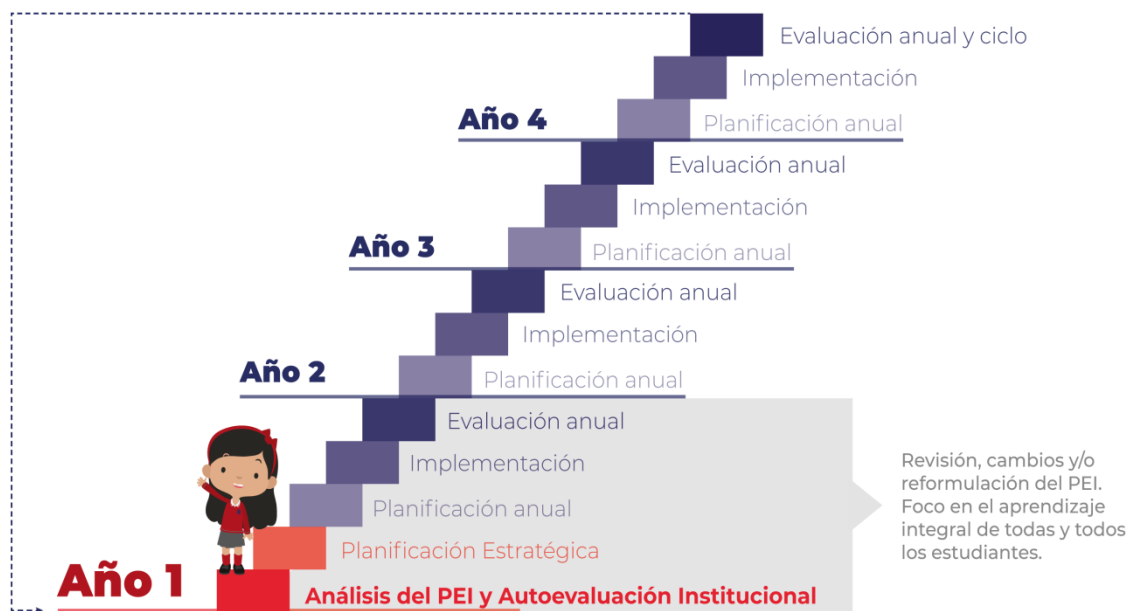 Evaluación anual y ciclo
Implementación
Año 4
Planificación anual
Evaluación anual
Implementación
Año 3
Planificación anual
Evaluación anual
Implementación
Año 2
Planificación anual
Evaluación anual
Implementación
Planificación anual
Planificación Estratégica
Año 1
Análisis del PEI y Autoevaluación Institucional
Revisión, cambios y/o
reformulación del PEI.
Foco en el aprendizaje
integral de todas y todos
los estudiantes.